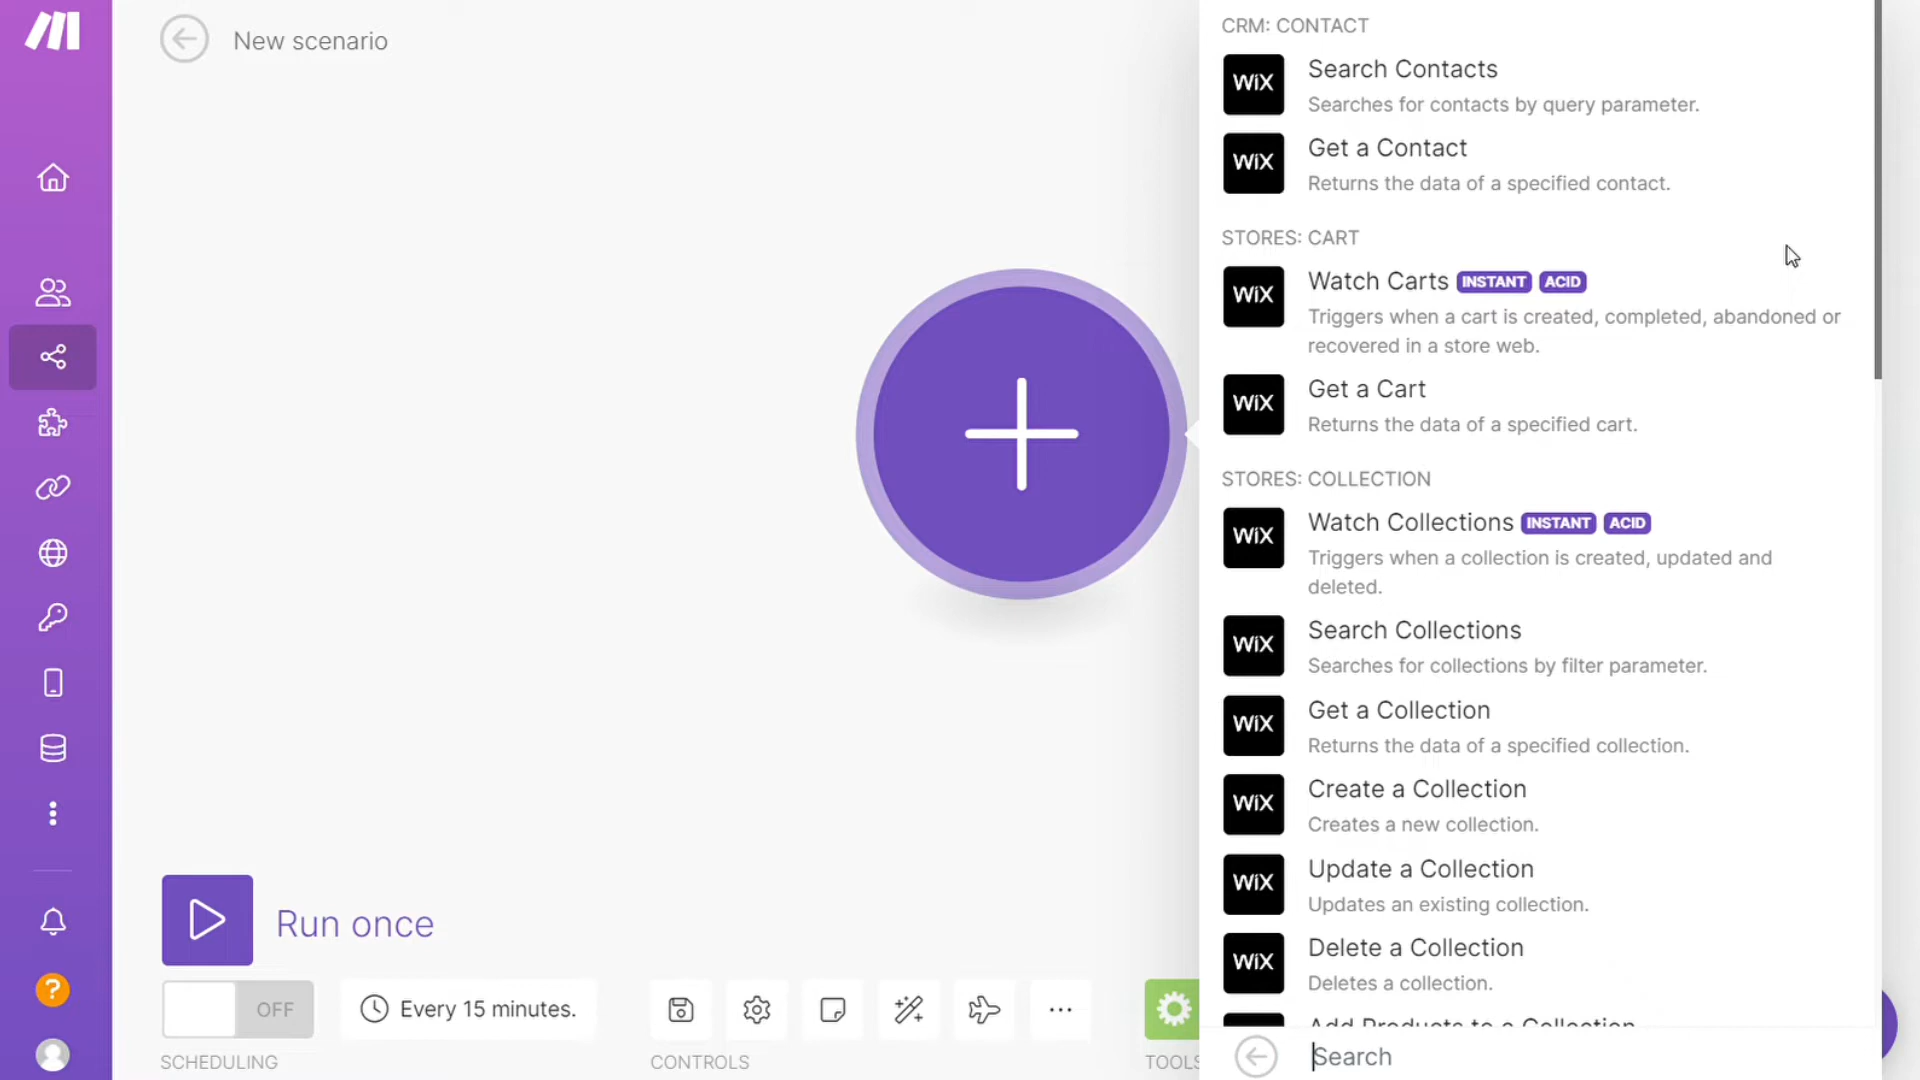 New scenario
CRM: CONTACT
WiX
Search Contacts
Searches for contacts by query parameter.
WiX
Get a Contact
Returns the data of a specified contact.
STORES: CART
WiX
Watch Carts INSTANT ACID
Triggers when a cart is created, completed, abandoned or
recovered in a store web.
WiX
Get a Cart
Returns the data of a specified cart.
STORES: COLLECTION
WiX
Watch Collections INSTANT ACID
Triggers when a collection is created, updated and
deleted.
WiX
Search Collections
Searches for collections by filter parameter.
WiX
Get a Collection
Returns the data of a specified collection.
WiX
Create a Collection
Creates a new collection.
WiX
Update a Collection
Updates an existing collection.
WiX
Delete a Collection
Deletes a collection.
Add Products to a Collection
Search
Run once
OFF
Every 15 minutes.
SCHEDULING
CONTROLS
TOOLS
?